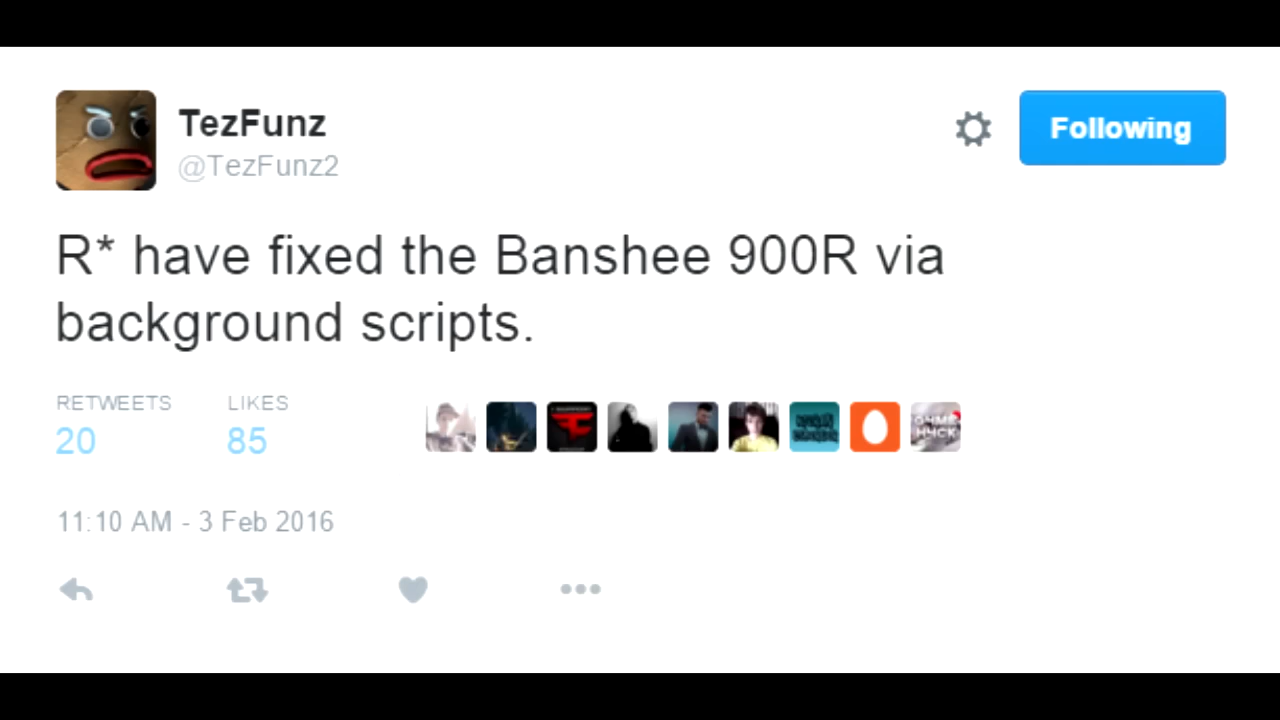 TezFunz
@TezFunz2
Following
R* have fixed the Banshee 900R via
background scripts.
RETWEETS
LIKES
20
85
11:10 AM - 3 Feb 2016